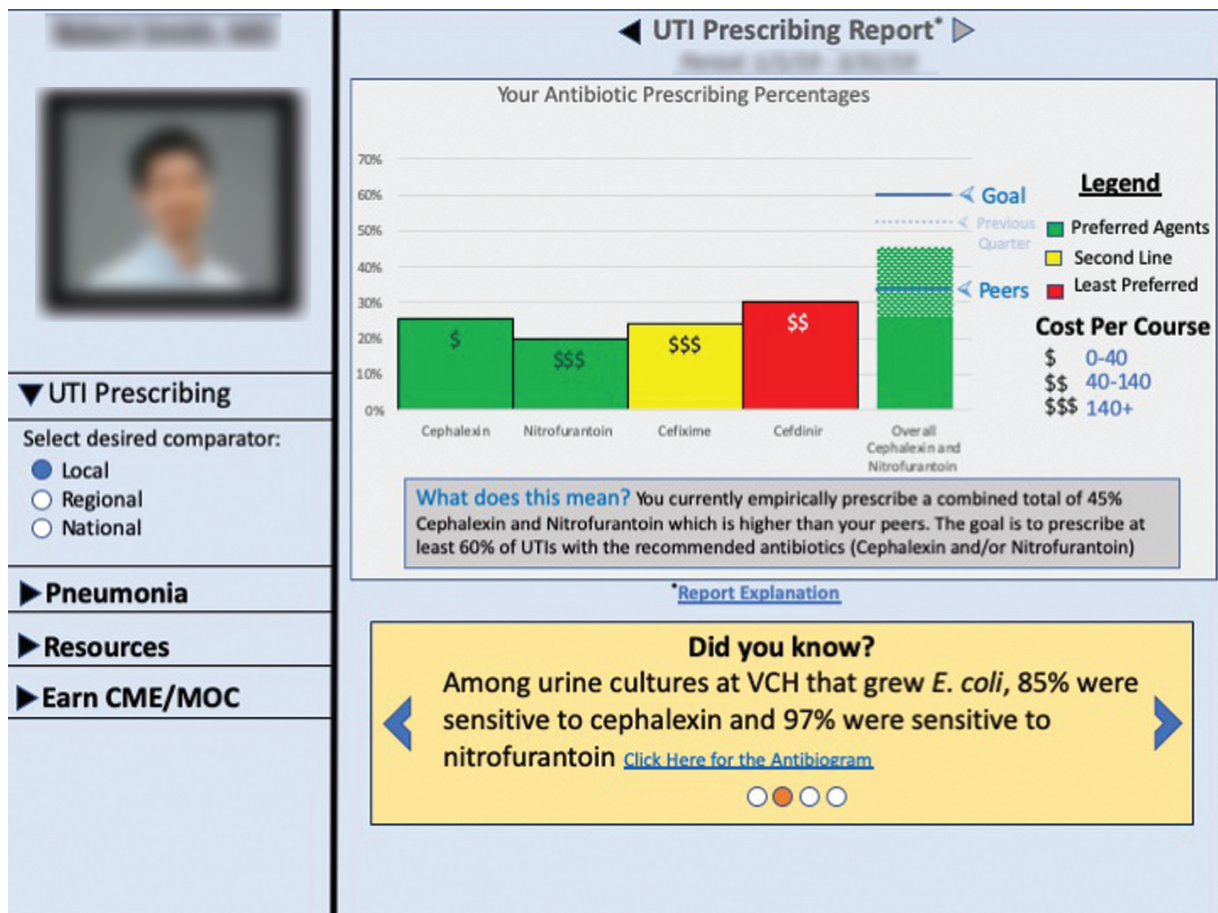 UTI Prescribing Report*
Your Antibiotic Prescribing Percentages
70%
60%
50%
40%
30%
20%
10%
0%
$
$$$
$$$
$$
Cephalexin
Nitrofurantoin
Cefixime
Cefdinir
Overall
Cephalexin and
Nitrofurantoin
Goal
Previous
Quarter
Peers
Legend
Preferred Agents
Second Line
Least Preferred
Cost Per Course
$ 0-40
$$ 40-140
$$$ 140+
What does this mean? You currently empirically prescribe a combined total of 45%
Cephalexin and Nitrofurantoin which is higher than your peers. The goal is to prescribe at
least 60% of UTIs with the recommended antibiotics (Cephalexin and/or Nitrofurantoin)
*Report Explanation
UTI Prescribing
Select desired comparator:
Local
Regional
National
Pneumonia
Resources
Earn CME/MOC
Did you know?
Among urine cultures at VCH that grew E. coli, 85% were
sensitive to cephalexin and 97% were sensitive to
nitrofurantoin Click Here for the Antibiogram